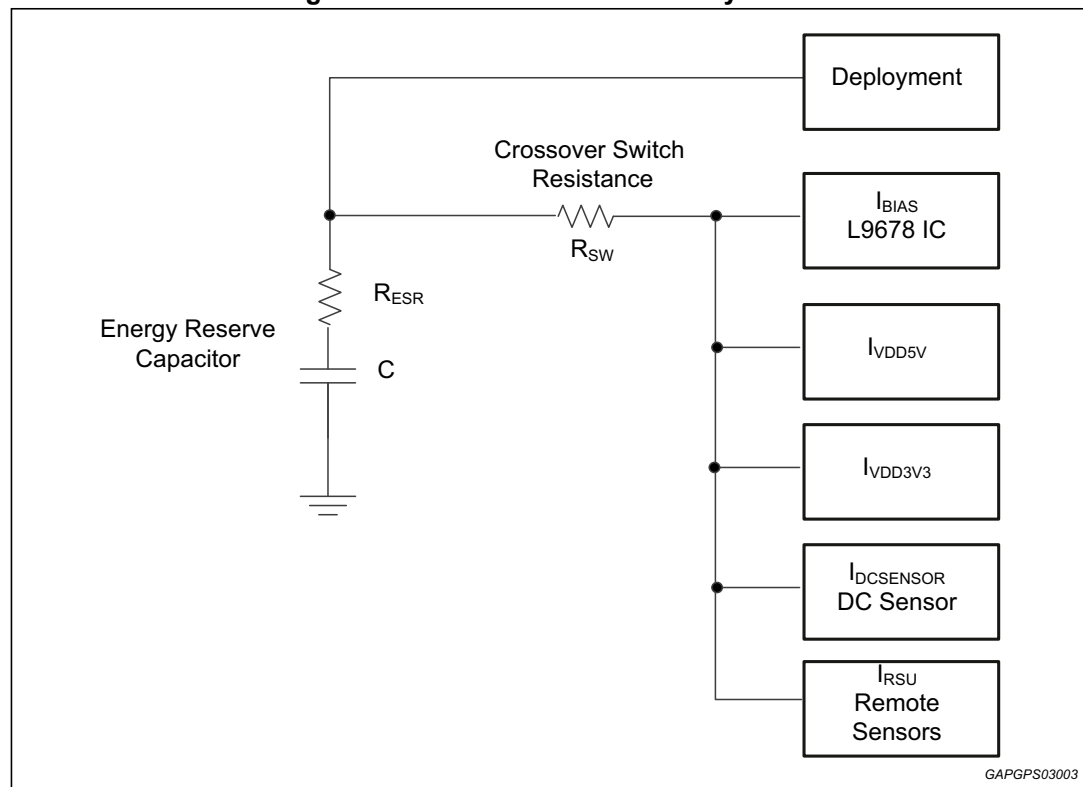 Deployment
Crossover Switch
Resistance
R_SW
I_BIAS
L9678 IC
R_ESR
Energy Reserve
Capacitor
C
I_VDD5V
I_VDD3V3
I_DCSENSOR
DC Sensor
I_RSU
Remote
Sensors
GAPGPS03003